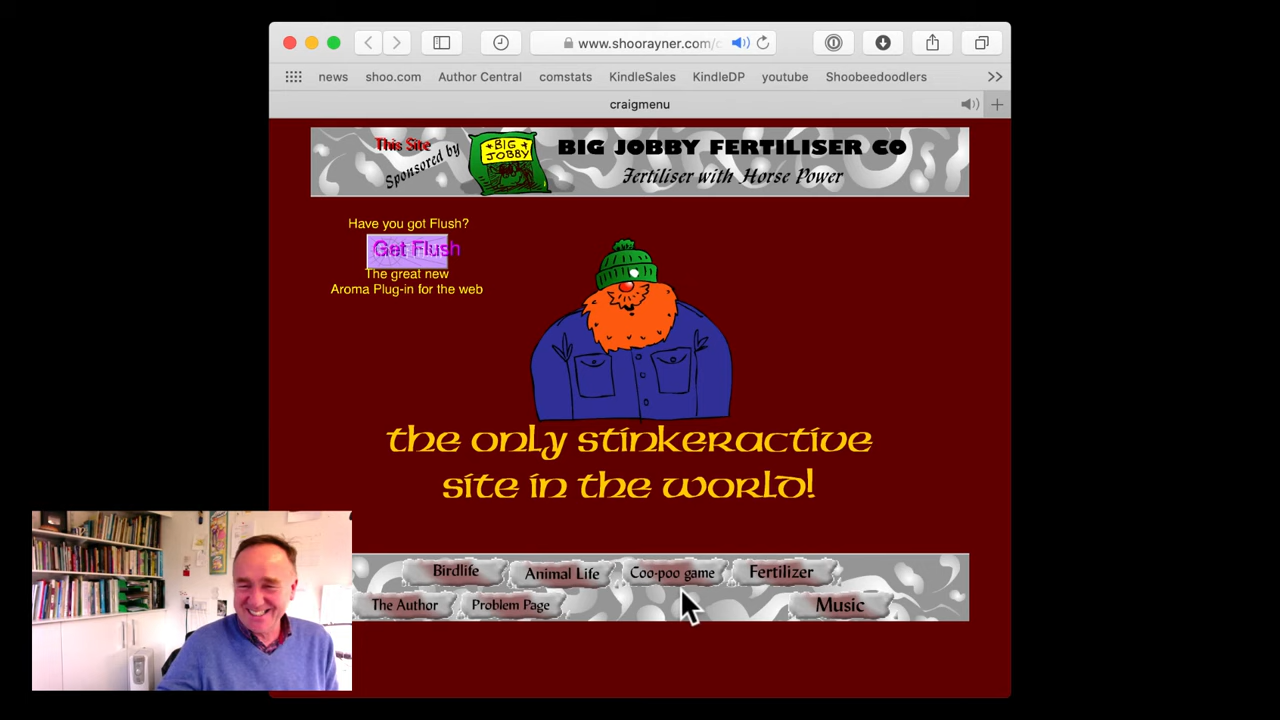 www.shoorayner.com/c
news shoo.com Author Central comstats KindleSales KindleDP youtube Shoobeedoodlers
craigmenu
This Site
Sponsored by
BIG JOBBY
BIG JOBBY FERTILISER CO
Fertiliser with Horse Power
Have you got Flush?
Get Flush
The great new
Aroma Plug-in for the web
the only stinkeractive
site in the world!
Birdlife Animal Life Coo-poo game Fertilizer
The Author Problem Page Music